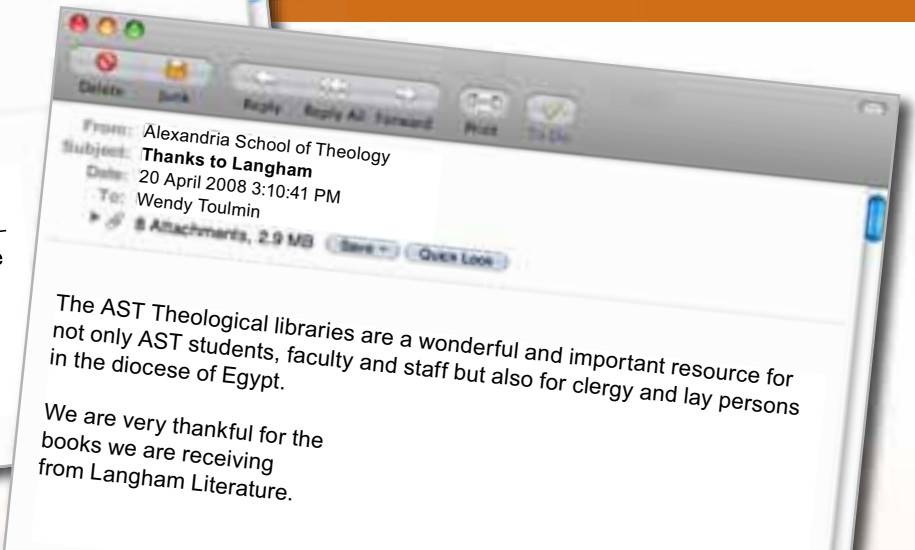 Delete
Junk
Reply
Reply All
Forward
Print
To Do
From: Alexandria School of Theology
Subject: Thanks to Langham
Date: 20 April 2008 3:10:41 PM
To: Wendy Toulmin
8 Attachments, 2.9 MB Save Quick Look
The AST Theological libraries are a wonderful and important resource for
not only AST students, faculty and staff but also for clergy and lay persons
in the diocese of Egypt.
We are very thankful for the
books we are receiving
from Langham Literature.